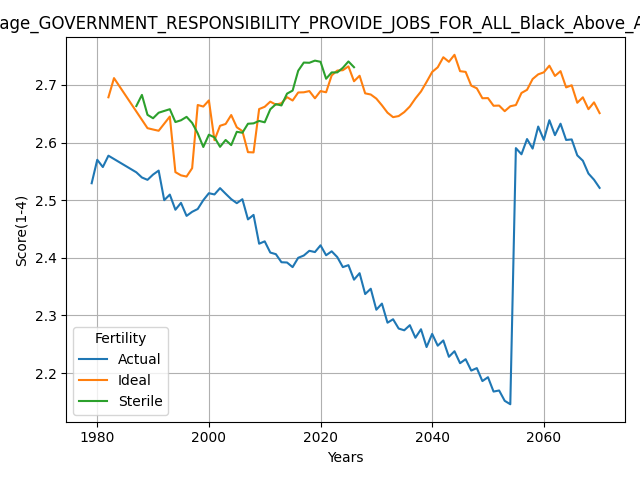 age_GOVERNMENT_RESPONSIBILITY_PROVIDE_JOBS_FOR_ALL_Black_Above_A
Score(1-4)
2.7
2.6
2.5
2.4
2.3
2.2
Fertility
Actual
Ideal
Sterile
1980 2000 2020 2040 2060
Years